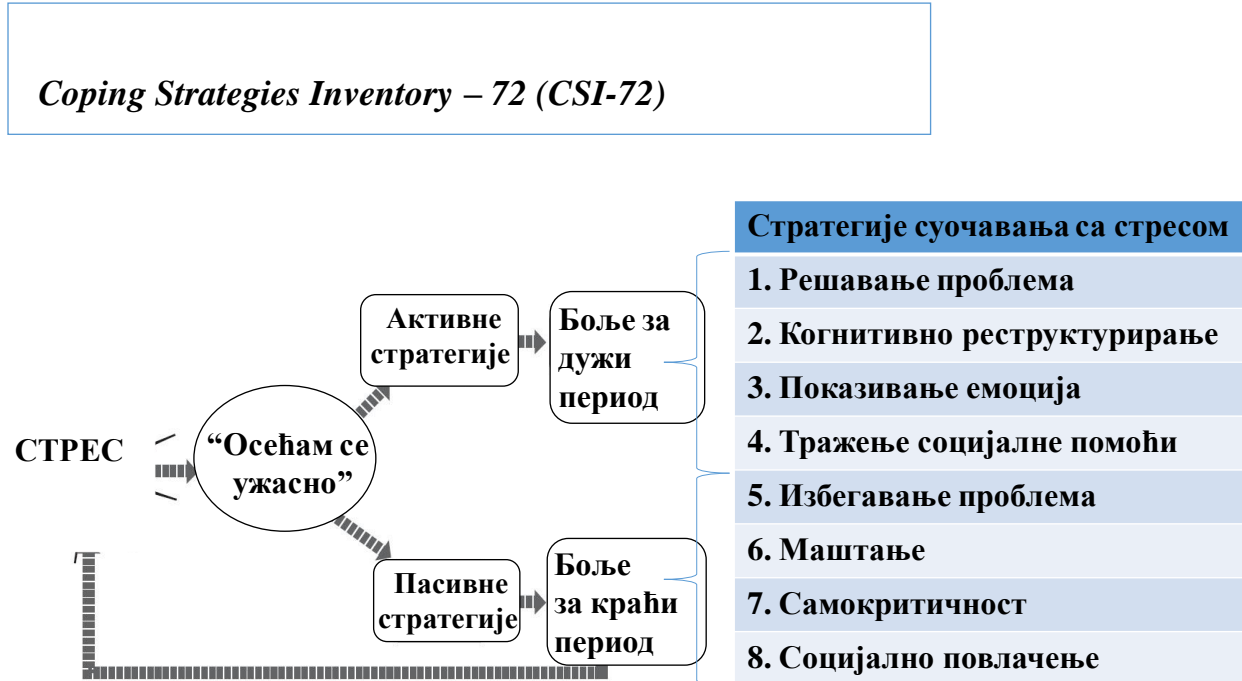 Coping Strategies Inventory – 72 (CSI-72)
СТРЕС
“Осећам се
ужасно”
Активне
стратегије
Боље за
дужи
период
Пасивне
стратегије
Боље
за краћи
период
Стратегије суочавања са стресом
1. Решавање проблема
2. Когнитивно реструктурирање
3. Показивање емоција
4. Тражење социјалне помоћи
5. Избегавање проблема
6. Маштање
7. Самокритичност
8. Социјално повлачење